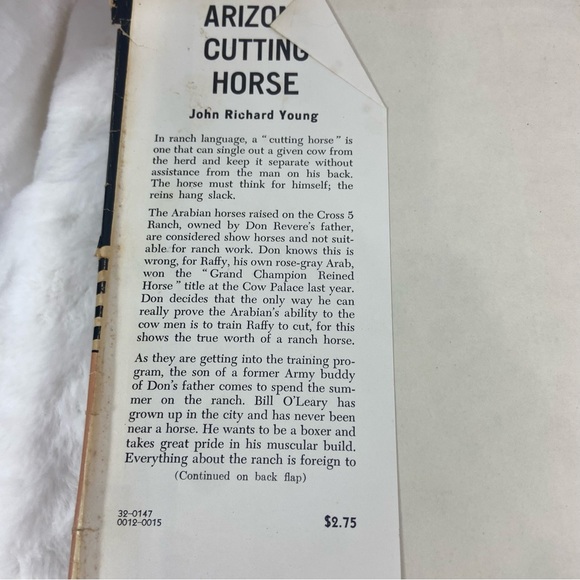 ARIZO
CUTTING
HORSE
John Richard Young
In ranch language, a "cutting horse" is
one that can single out a given cow from
the herd and keep it separate without
assistance from the man on his back.
The horse must think for himself; the
reins hang slack.
The Arabian horses raised on the Cross 5
Ranch, owned by Don Revere's father,
are considered show horses and not suit-
able for ranch work. Don knows this is
wrong, for Raffy, his own rose-gray Arab,
won the "Grand Champion Reined
Horse" title at the Cow Palace last year.
Don decides that the only way he can
really prove the Arabian's ability to the
cow men is to train Raffy to cut, for this
shows the true worth of a ranch horse.
As they are getting into the training pro-
gram, the son of a former Army buddy
of Don's father comes to spend the sum-
mer on the ranch. Bill O'Leary has
grown up in the city and has never been
near a horse. He wants to be a boxer and
takes great pride in his muscular build.
Everything about the ranch is foreign to
(Continued on back flap)
32-0147
0012-0015
$2.75